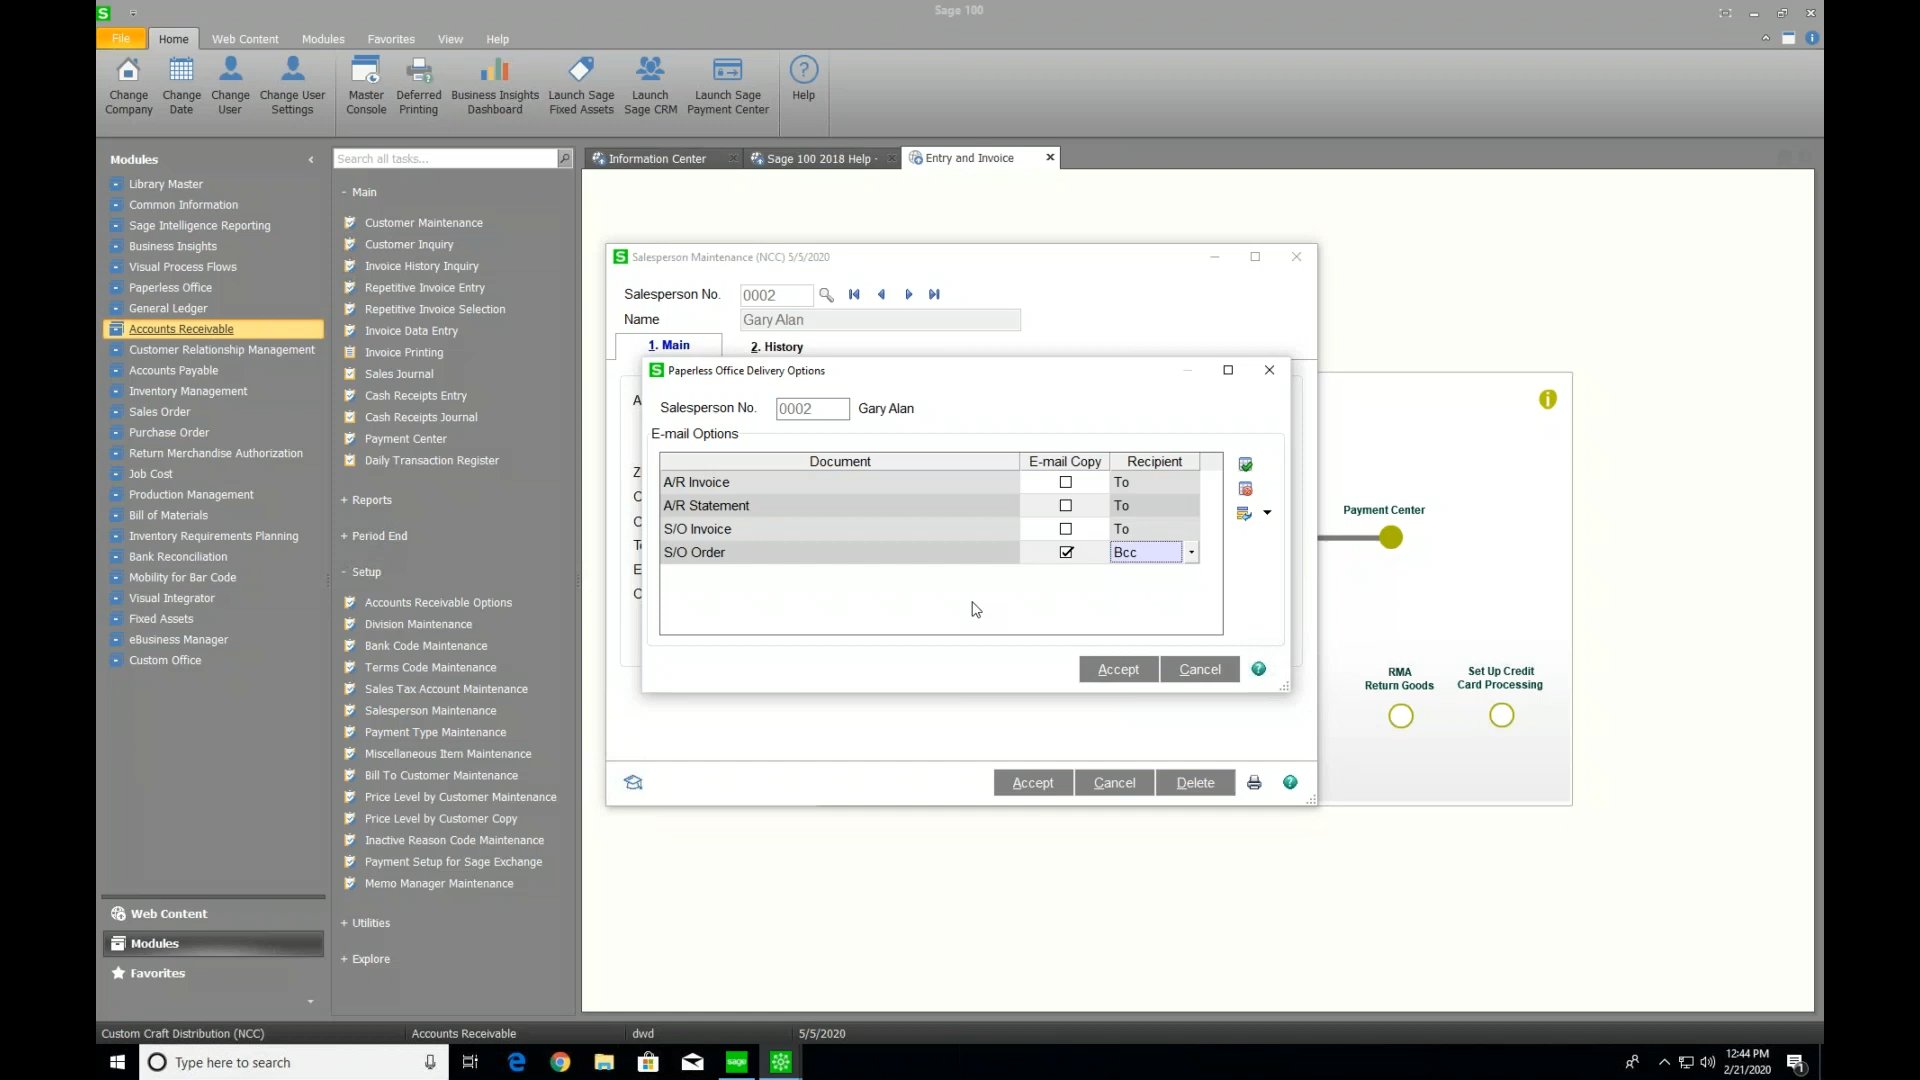 S
Sage 100
File
Home
Web Content
Modules
Favorites
View
Help
Change Company
Change Date
Change User
Change User Settings
Master Console
Deferred Printing
Business Insights Dashboard
Launch Sage Fixed Assets
Launch Sage CRM
Launch Sage Payment Center
Help
Modules
Library Master
Common Information
Sage Intelligence Reporting
Business Insights
Visual Process Flows
Paperless Office
General Ledger
Accounts Receivable
Customer Relationship Management
Accounts Payable
Inventory Management
Sales Order
Purchase Order
Return Merchandise Authorization
Job Cost
Production Management
Bill of Materials
Inventory Requirements Planning
Bank Reconciliation
Mobility for Bar Code
Visual Integrator
Fixed Assets
eBusiness Manager
Custom Office
Web Content
Modules
Favorites
Search all tasks...
- Main
Customer Maintenance
Customer Inquiry
Invoice History Inquiry
Repetitive Invoice Entry
Repetitive Invoice Selection
Invoice Data Entry
Invoice Printing
Sales Journal
Cash Receipts Entry
Cash Receipts Journal
Payment Center
Daily Transaction Register
+ Reports
+ Period End
- Setup
Accounts Receivable Options
Division Maintenance
Bank Code Maintenance
Terms Code Maintenance
Sales Tax Account Maintenance
Salesperson Maintenance
Payment Type Maintenance
Miscellaneous Item Maintenance
Bill To Customer Maintenance
Price Level by Customer Maintenance
Price Level by Customer Copy
Inactive Reason Code Maintenance
Payment Setup for Sage Exchange
Memo Manager Maintenance
+ Utilities
+ Explore
Information Center
Sage 100 2018 Help -
Entry and Invoice
S Salesperson Maintenance (NCC) 5/5/2020
Salesperson No. 0002
Name Gary Alan
1. Main
2. History
S Paperless Office Delivery Options
Salesperson No. 0002 Gary Alan
E-mail Options
Document E-mail Copy Recipient
A/R Invoice To
A/R Statement To
S/O Invoice To
S/O Order Bcc
Accept Cancel
Accept Cancel Delete
Payment Center
RMA
Return Goods
Set Up Credit
Card Processing
Custom Craft Distribution (NCC)
Accounts Receivable
dwd
5/5/2020
Type here to search
sage
12:44 PM
2/21/2020
1